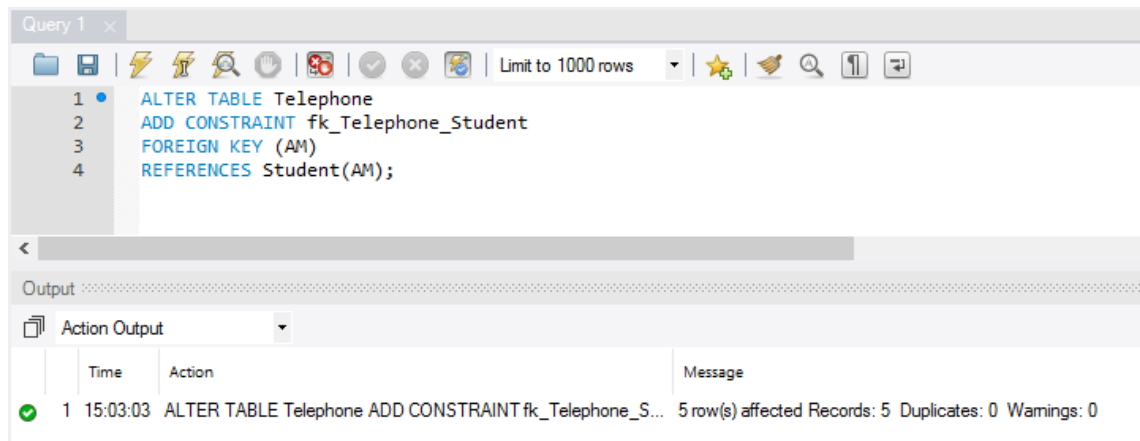 Query 1
Limit to 1000 rows
1 ALTER TABLE Telephone
2 ADD CONSTRAINT fk_Telephone_Student
3 FOREIGN KEY (AM)
4 REFERENCES Student(AM);
Output
Action Output
Time Action Message
1 15:03:03 ALTER TABLE Telephone ADD CONSTRAINT fk_Telephone_S... 5 row(s) affected Records: 5 Duplicates: 0 Warnings: 0